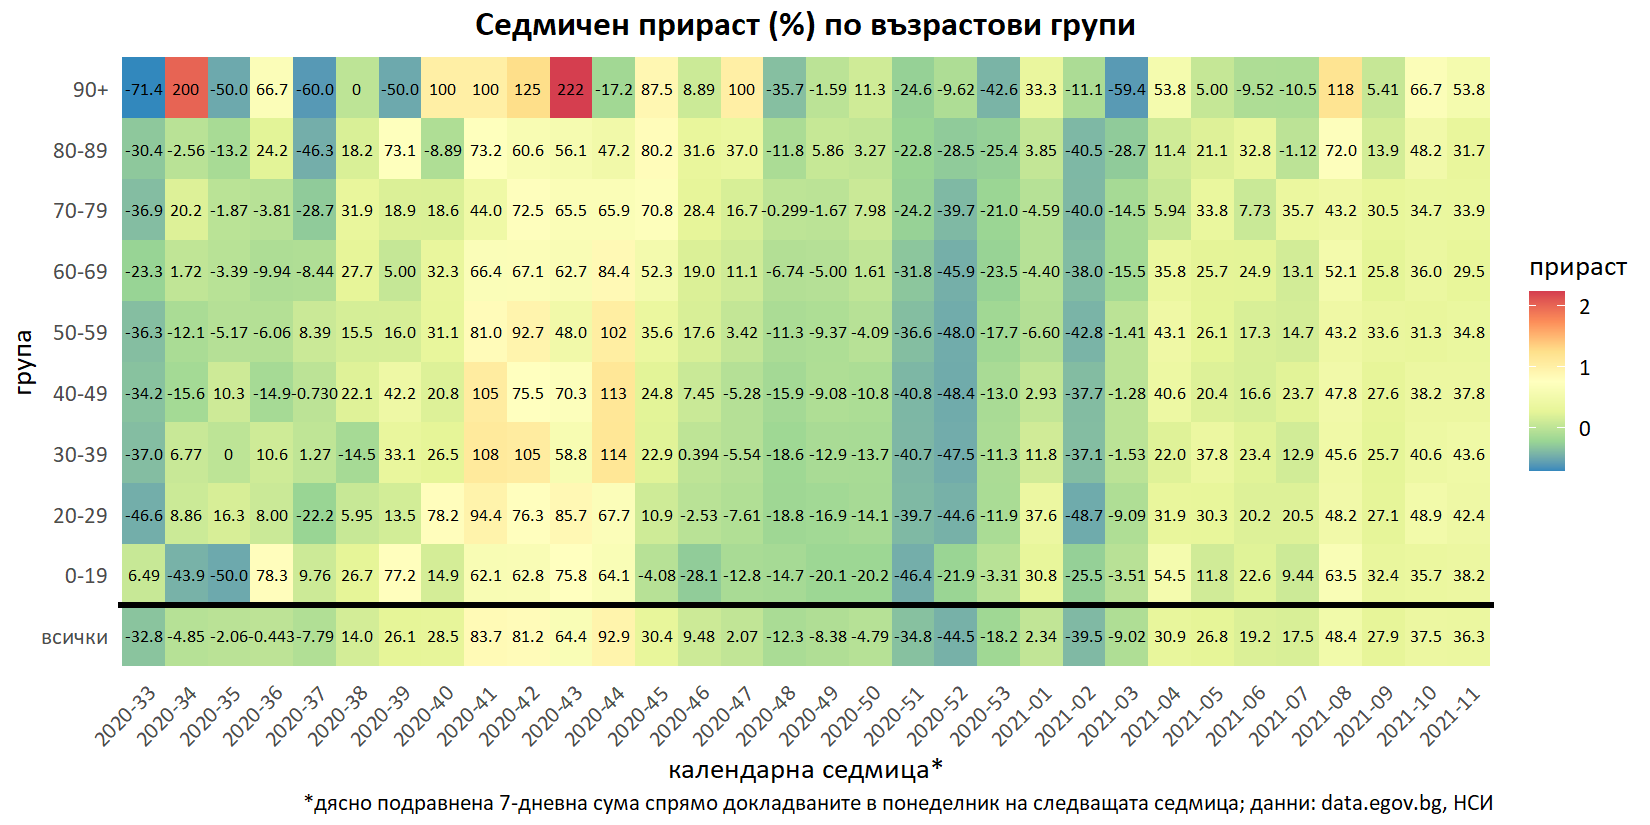 Седмичен прираст (%) по възрастови групи
90+ -71.4 200 -50.0 66.7 -60.0 0 -50.0 100 100 125 222 -17.2 87.5 8.89 100 -35.7 -1.59 11.3 -24.6 -9.62 -42.6 33.3 -11.1 -59.4 53.8 5.00 -9.52 -10.5 118 5.41 66.7 53.8
80-89 -30.4 -2.56 -13.2 24.2 -46.3 18.2 73.1 -8.89 73.2 60.6 56.1 47.2 80.2 31.6 37.0 -11.8 5.86 3.27 -22.8 -28.5 -25.4 3.85 -40.5 -28.7 11.4 21.1 32.8 -1.12 72.0 13.9 48.2 31.7
70-79 -36.9 20.2 -1.87 -3.81 -28.7 31.9 18.9 18.6 44.0 72.5 65.5 65.9 70.8 28.4 16.7 -0.299 -1.67 7.98 -24.2 -39.7 -21.0 -4.59 -40.0 -14.5 5.94 33.8 7.73 35.7 43.2 30.5 34.7 33.9
60-69 -23.3 1.72 -3.39 -9.94 -8.44 27.7 5.00 32.3 66.4 67.1 62.7 84.4 52.3 19.0 11.1 -6.74 -5.00 1.61 -31.8 -45.9 -23.5 -4.40 -38.0 -15.5 35.8 25.7 24.9 13.1 52.1 25.8 36.0 29.5
50-59 -36.3 -12.1 -5.17 -6.06 8.39 15.5 16.0 31.1 81.0 92.7 48.0 102 35.6 17.6 3.42 -11.3 -9.37 -4.09 -36.6 -48.0 -17.7 -6.60 -42.8 -1.41 43.1 26.1 17.3 14.7 43.2 33.6 31.3 34.8
40-49 -34.2 -15.6 10.3 -14.9 -0.730 22.1 42.2 20.8 105 75.5 70.3 113 24.8 7.45 -5.28 -15.9 -9.08 -10.8 -40.8 -48.4 -13.0 2.93 -37.7 -1.28 40.6 20.4 16.6 23.7 47.8 27.6 38.2 37.8
30-39 -37.0 6.77 0 10.6 1.27 -14.5 33.1 26.5 108 105 58.8 114 22.9 0.394 -5.54 -18.6 -12.9 -13.7 -40.7 -47.5 -11.3 11.8 -37.1 -1.53 22.0 37.8 23.4 12.9 45.6 25.7 40.6 43.6
20-29 -46.6 8.86 16.3 8.00 -22.2 5.95 13.5 78.2 94.4 76.3 85.7 67.7 10.9 -2.53 -7.61 -18.8 -16.9 -14.1 -39.7 -44.6 -11.9 37.6 -48.7 -9.09 31.9 30.3 20.2 20.5 48.2 27.1 48.9 42.4
0-19 6.49 -43.9 -50.0 78.3 9.76 26.7 77.2 14.9 62.1 62.8 75.8 64.1 -4.08 -28.1 -12.8 -14.7 -20.1 -20.2 -46.4 -21.9 -3.31 30.8 -25.5 -3.51 54.5 11.8 22.6 9.44 63.5 32.4 35.7 38.2
всички -32.8 -4.85 -2.06 -0.443 -7.79 14.0 26.1 28.5 83.7 81.2 64.4 92.9 30.4 9.48 2.07 -12.3 -8.38 -4.79 -34.8 -44.5 -18.2 2.34 -39.5 -9.02 30.9 26.8 19.2 17.5 48.4 27.9 37.5 36.3
2020-33 2020-34 2020-35 2020-36 2020-37 2020-38 2020-39 2020-40 2020-41 2020-42 2020-43 2020-44 2020-45 2020-46 2020-47 2020-48 2020-49 2020-50 2020-51 2020-52 2020-53 2021-01 2021-02 2021-03 2021-04 2021-05 2021-06 2021-07 2021-08 2021-09 2021-10 2021-11
група
календарна седмица*
*дясно подравнена 7-дневна сума спрямо докладваните в понеделник на следващата седмица; данни: data.egov.bg, НСИ
прираст
2
1
0